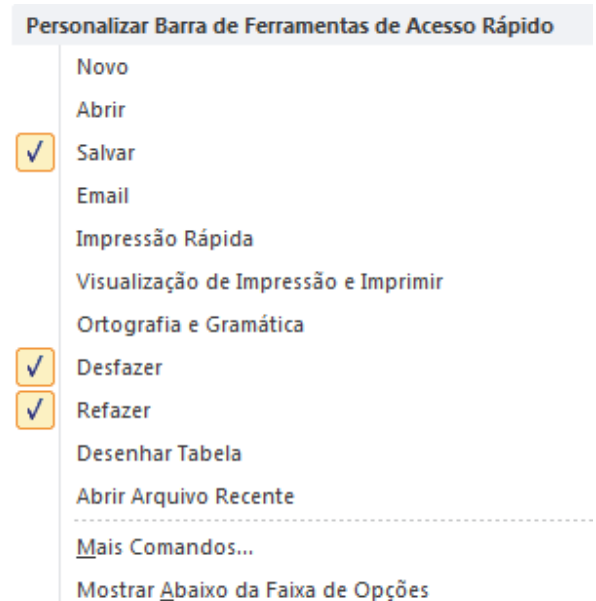 Personalizar Barra de Ferramentas de Acesso Rápido
Novo
Abrir
Salvar
Email
Impressão Rápida
Visualização de Impressão e Imprimir
Ortografia e Gramática
Desfazer
Refazer
Desenhar Tabela
Abrir Arquivo Recente
Mais Comandos...
Mostrar Abaixo da Faixa de Opções